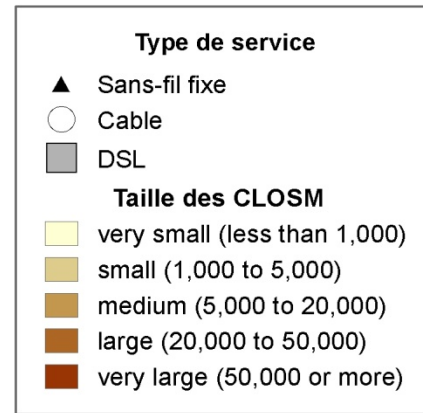 Type de service
Sans-fil fixe
Cable
DSL
Taille des CLOSM
very small (less than 1,000)
small (1,000 to 5,000)
medium (5,000 to 20,000)
large (20,000 to 50,000)
very large (50,000 or more)